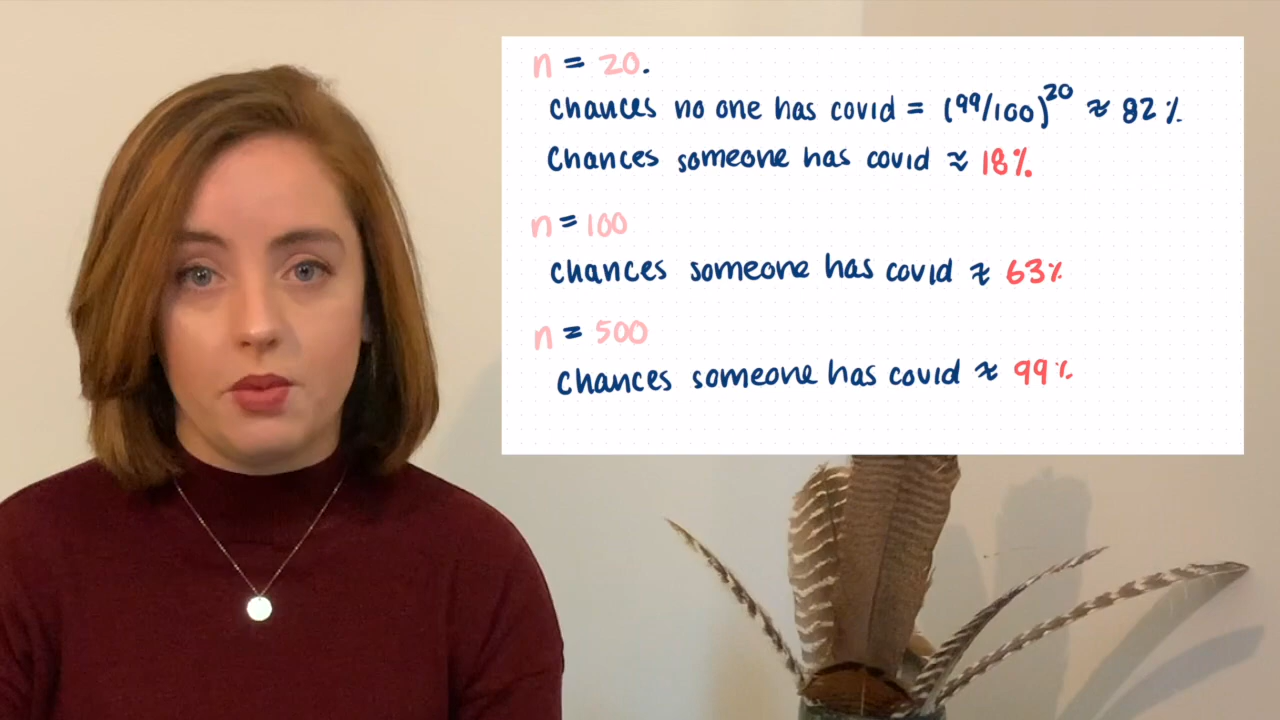 n = 20.
chances no one has covid = (99/100)^20 ≈ 82%
Chances someone has covid ≈ 18%
n = 100
chances someone has covid ≈ 63%
n = 500
Chances someone has covid ≈ 99%